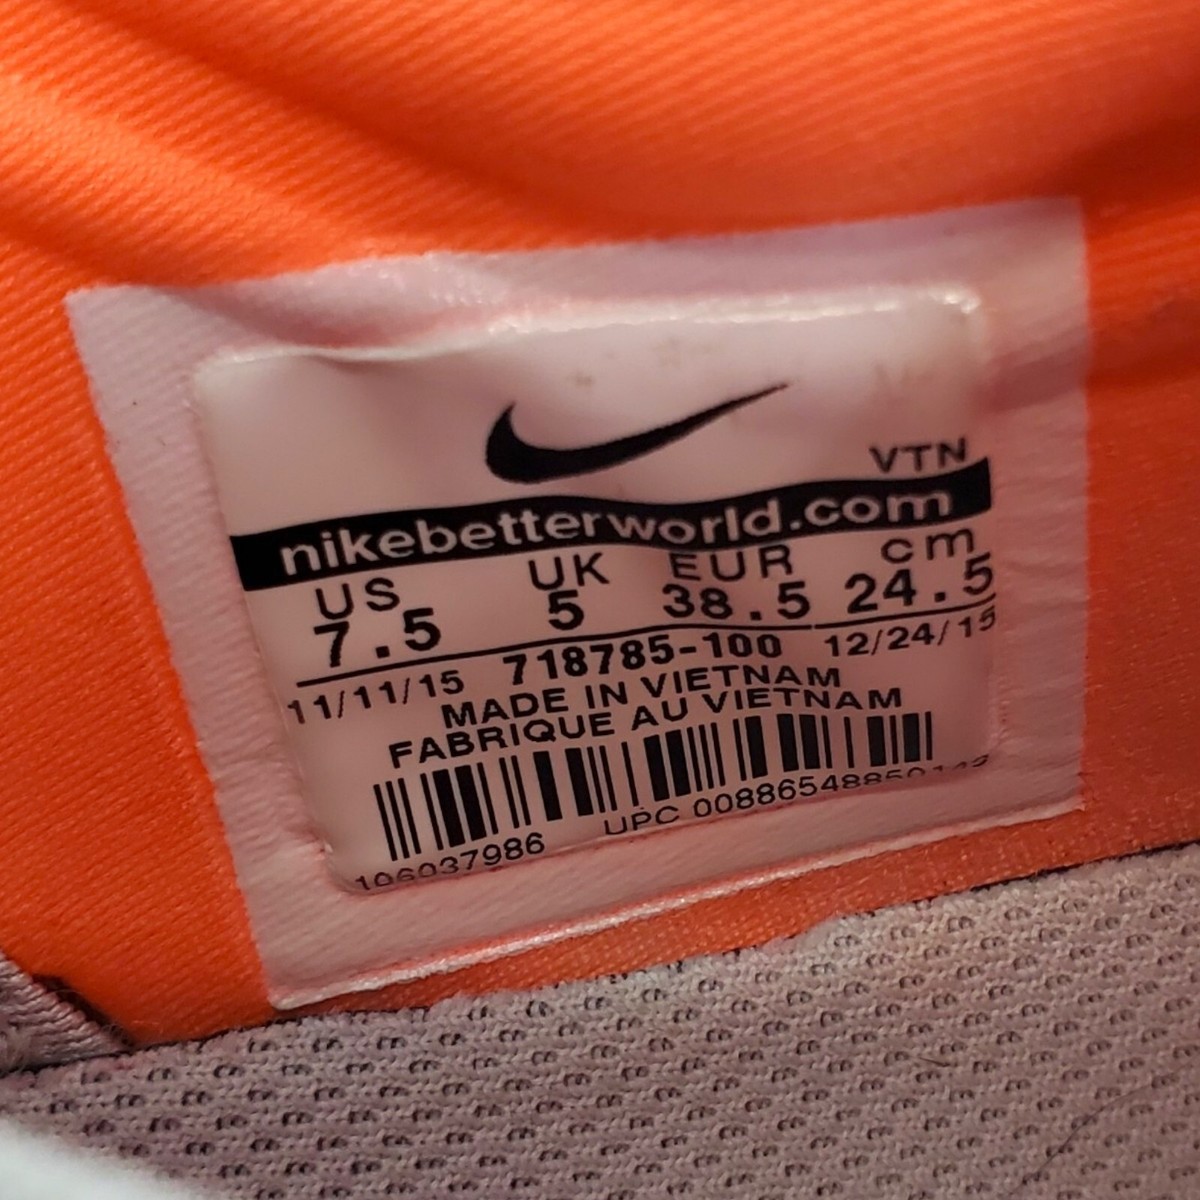 VTN
nikebetterworld.com
US UK EUR cm
7.5 5 38.5 24.5
11/11/15 718785-100 12/24/15
MADE IN VIETNAM
FABRIQUE AU VIETNAM
106037986 UPC